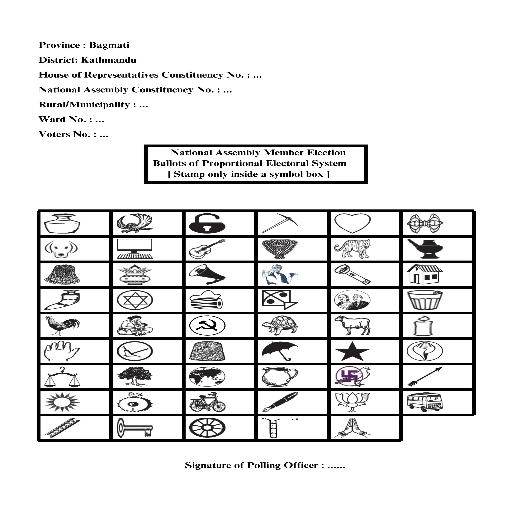 Province : Bagmati
District: Kathmandu
House of Representatives Constituency No. : ...
National Assembly Constituency No. : ...
Rural/Municipality : ...
Ward No. : ...
Voters No. : ...
National Assembly Member Election
Ballots of Proportional Electoral System
[ Stamp only inside a symbol box ]
Signature of Polling Officer : ......